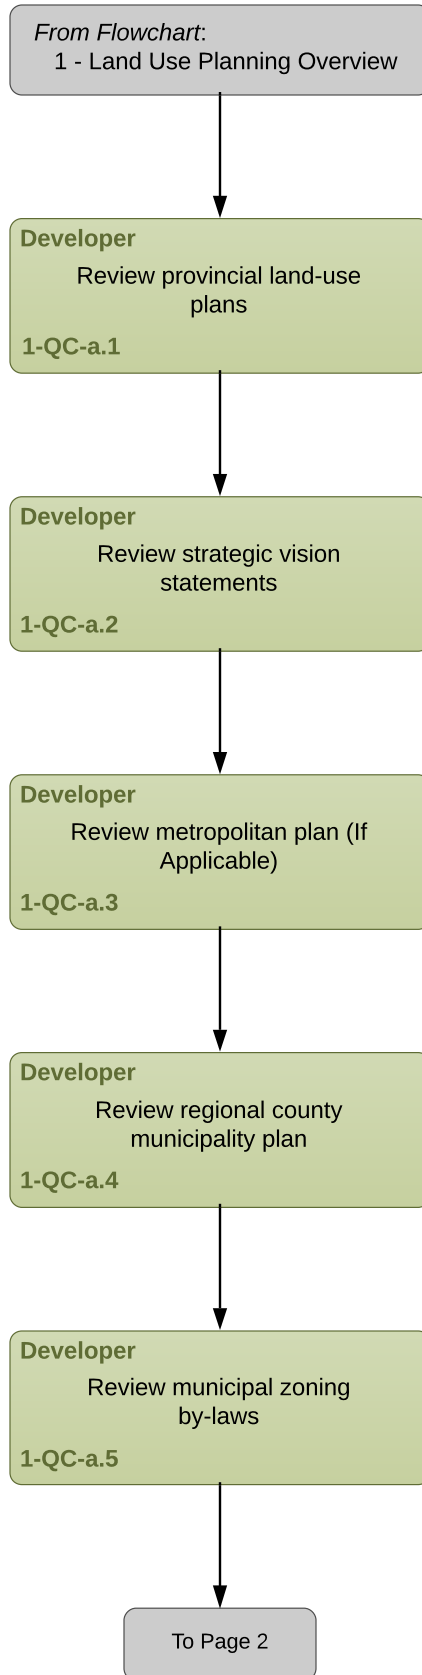 From Flowchart:
1 - Land Use Planning Overview
Developer
Review provincial land-use
plans
1-QC-a.1
Developer
Review strategic vision
statements
1-QC-a.2
Developer
Review metropolitan plan (If
Applicable)
1-QC-a.3
Developer
Review regional county
municipality plan
1-QC-a.4
Developer
Review municipal zoning
by-laws
1-QC-a.5
To Page 2